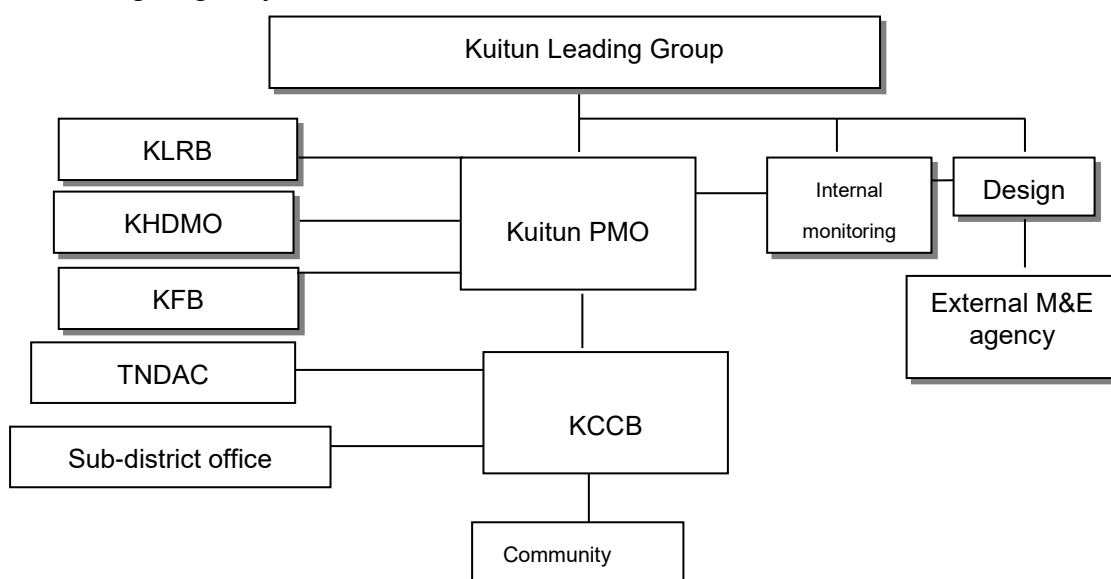 Kuitun Leading Group
KLRB
KHDMO
KFB
TNDAC
Sub-district office
Kuitun PMO
KCCB
Community
Internal
monitoring
Design
External M&E
agency